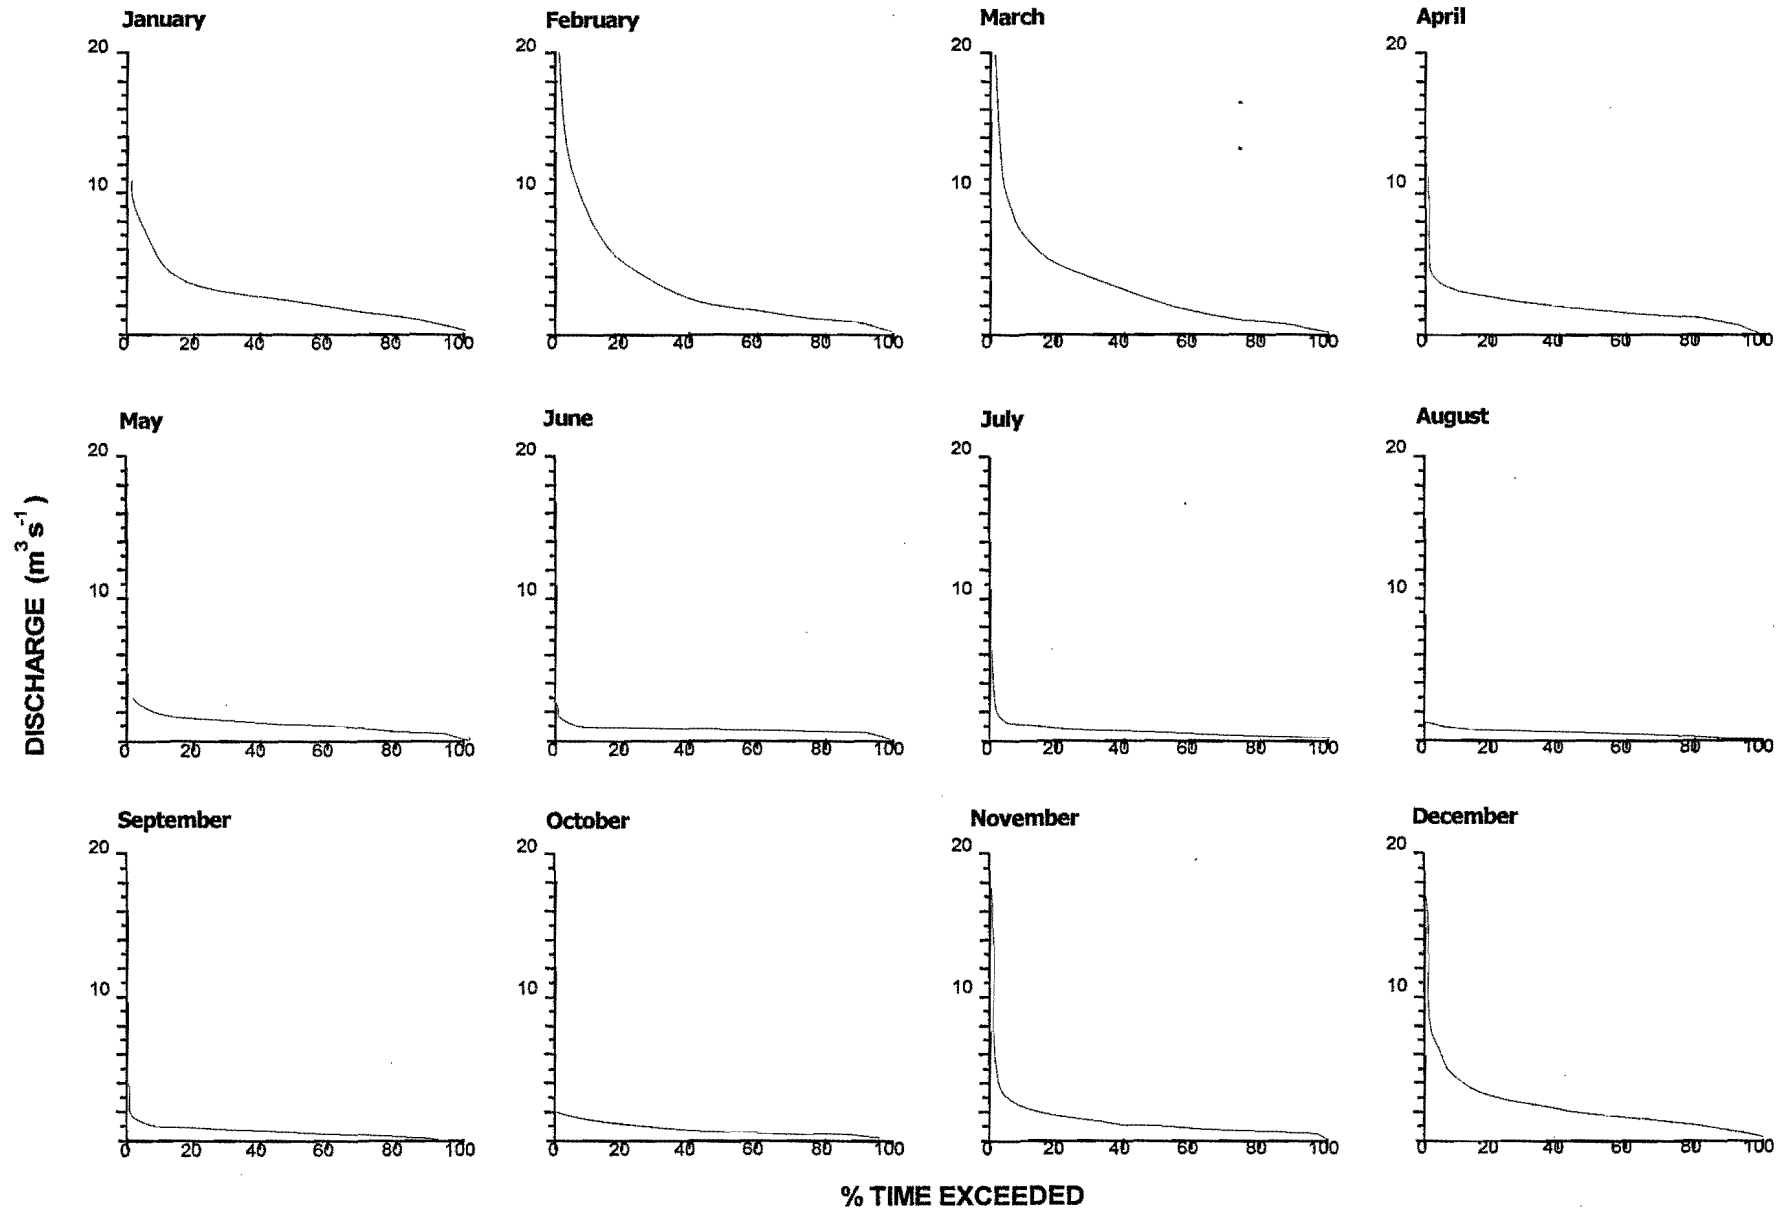 January February March April
20 20 20 20
10 10 10 10
0 20 40 60 80 100 0 20 40 60 80 100 0 20 40 60 80 100 0 20 40 60 80 100
May June July August
20 20 20 20
10 10 10 10
0 20 40 60 80 100 0 20 40 60 80 100 0 20 40 60 80 100 0 20 40 60 80 100
DISCHARGE (m³ s⁻¹)
September October November December
20 20 20 20
10 10 10 10
0 20 40 60 80 100 0 20 40 60 80 100 0 20 40 60 80 100 0 20 40 60 80 100
% TIME EXCEEDED